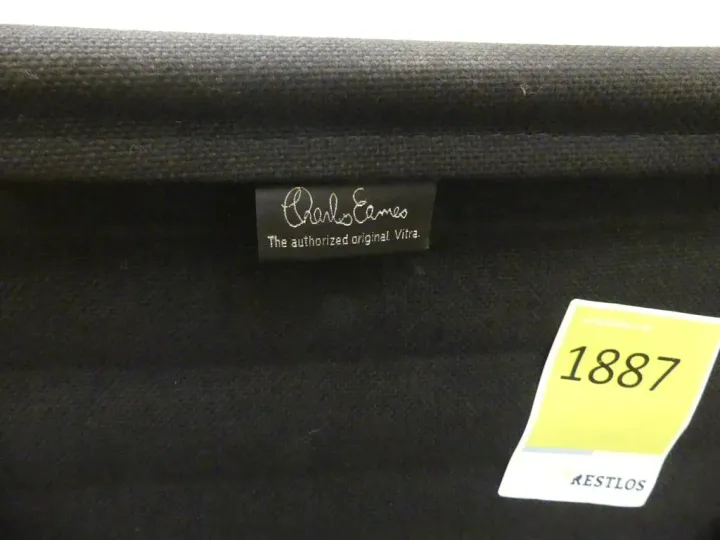 Charles Eames
The authorized original. Vitra.
1887
RESTLOS